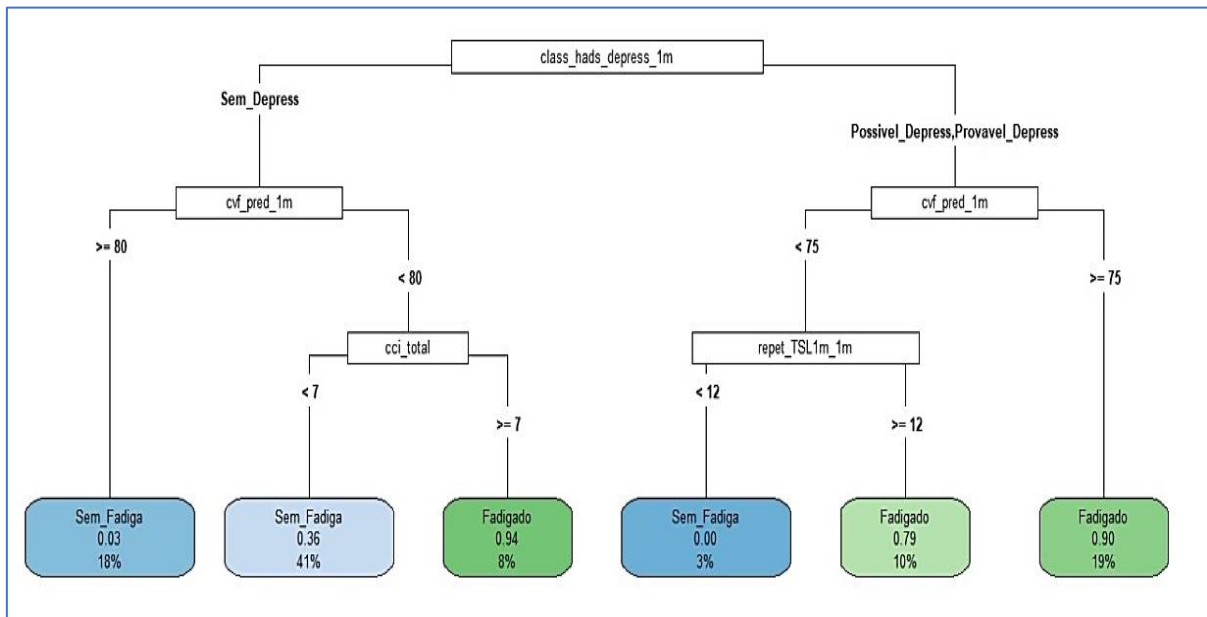 class_hads_depress_1m
Sem_Depress
Possivel_Depress,Provavel_Depress
cvf_pred_1m
cvf_pred_1m
>= 80
< 80
< 75
>= 75
cci_total
repet_TSL1m_1m
< 7
>= 7
< 12
>= 12
Sem_Fadiga
0.03
18%
Sem_Fadiga
0.36
41%
Fadigado
0.94
8%
Sem_Fadiga
0.00
3%
Fadigado
0.79
10%
Fadigado
0.90
19%